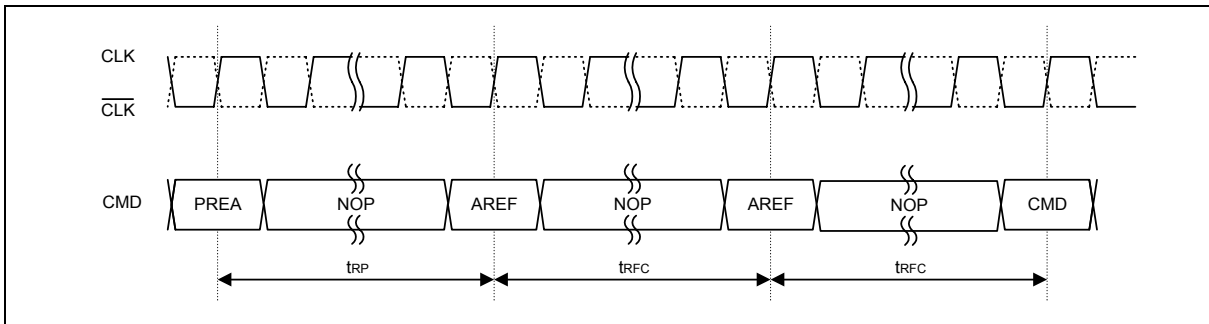 CLK
CLK
CMD PREA NOP AREF NOP AREF NOP CMD
tRP tRFC tRFC